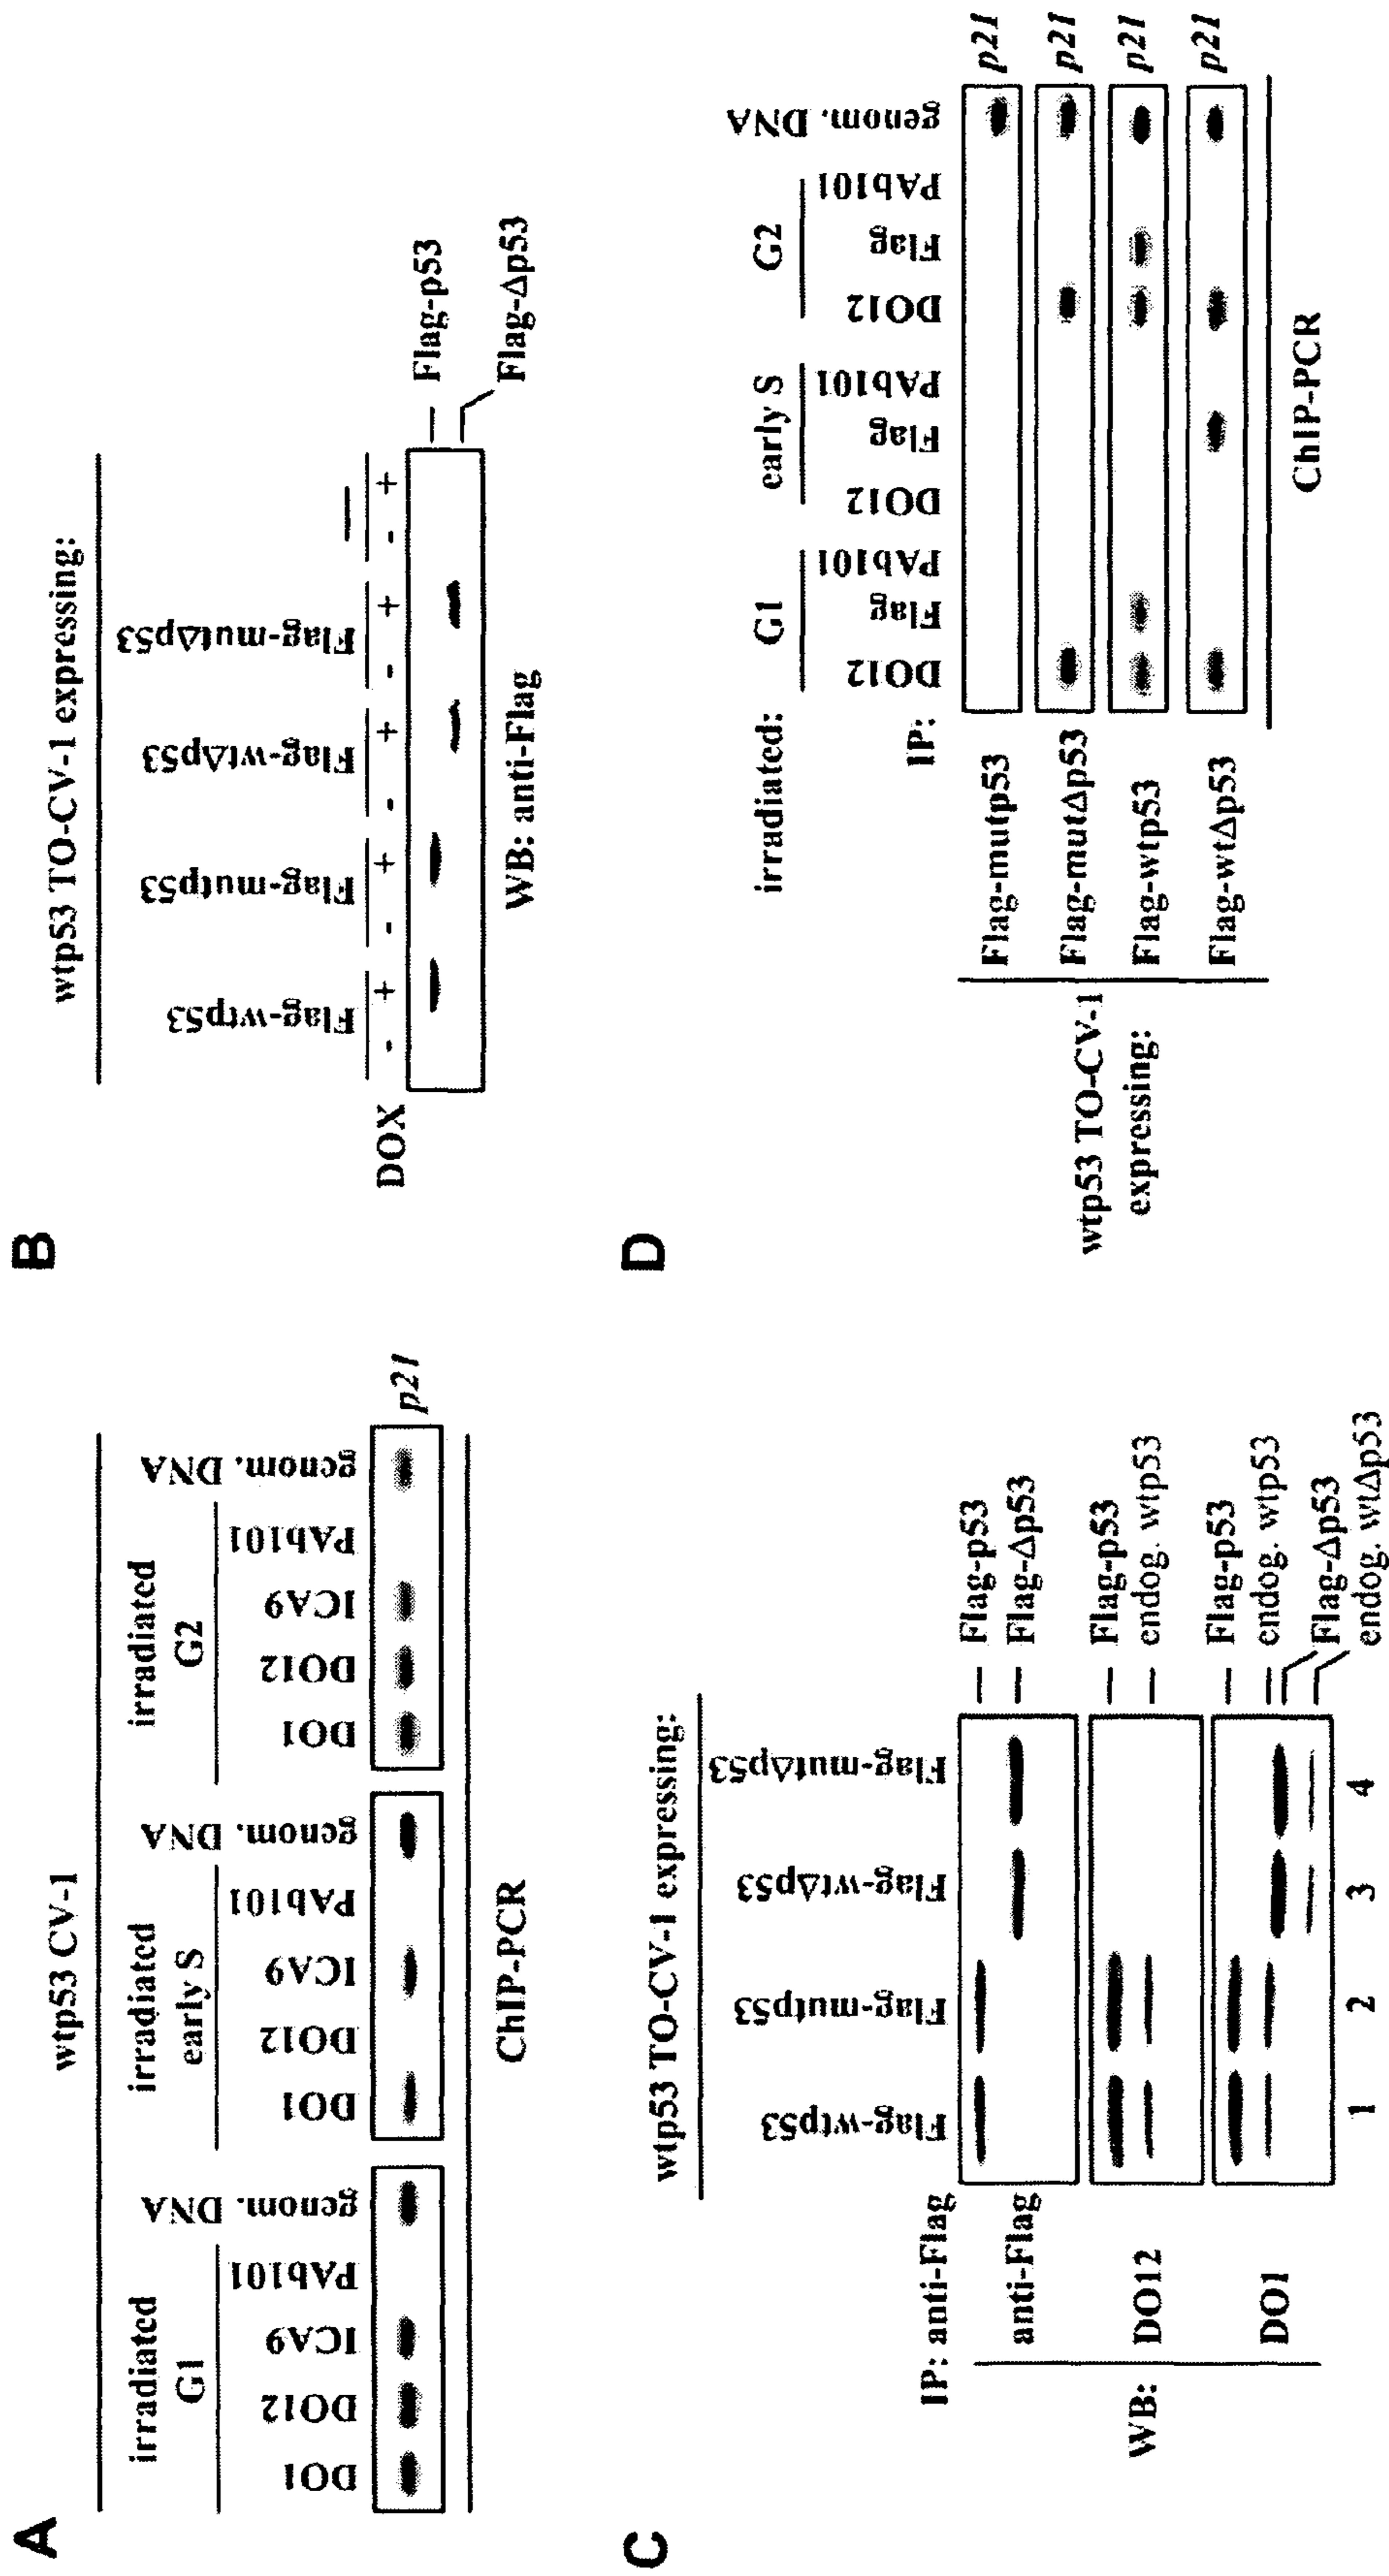 A
wtp53 CV-1
irradiated
G1
irradiated
early S
irradiated
G2
DO1
DO12
ICA9
PAb101
genom. DNA
DO1
DO12
ICA9
PAb101
genom. DNA
DO1
DO12
ICA9
PAb101
genom. DNA
p21
ChIP-PCR
B
wtp53 TO-CV-1 expressing:
Flag-wtp53
Flag-mutp53
Flag-wtΔp53
Flag-mutΔp53
—
DOX - + - + - + - + - +
Flag-p53
Flag-Δp53
WB: anti-Flag
C
wtp53 TO-CV-1 expressing:
Flag-wtp53
Flag-mutp53
Flag-wtΔp53
Flag-mutΔp53
IP: anti-Flag
WB:
anti-Flag
Flag-p53
Flag-Δp53
DO12
Flag-p53
endog. wtp53
DO1
Flag-p53
endog. wtp53
Flag-Δp53
endog. wtΔp53
1 2 3 4
D
irradiated:
G1
early S
G2
IP:
DO12
Flag
PAb101
DO12
Flag
PAb101
DO12
Flag
PAb101
genom. DNA
wtp53 TO-CV-1
expressing:
Flag-mutp53
p21
Flag-mutΔp53
p21
Flag-wtp53
p21
Flag-wtΔp53
p21
ChIP-PCR